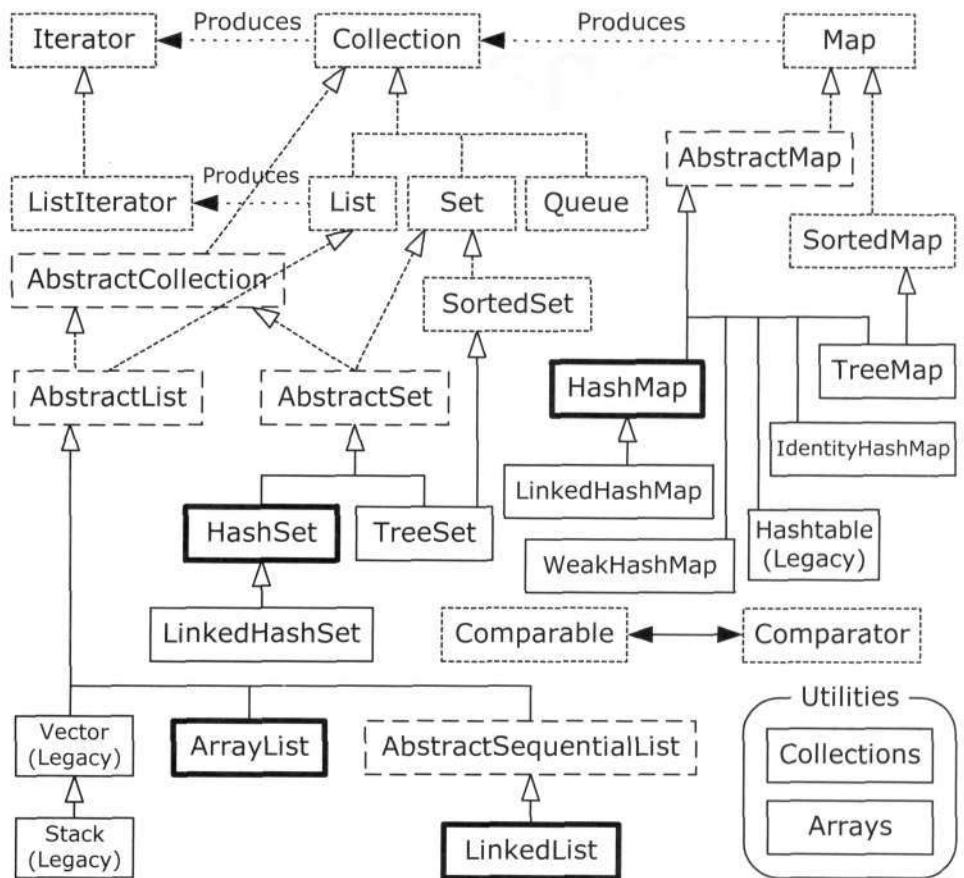 Produces
Produces
Iterator
Collection
Map
AbstractMap
Produces
ListIterator
List
Set
Queue
SortedMap
AbstractCollection
SortedSet
TreeMap
HashMap
AbstractList
AbstractSet
IdentityHashMap
LinkedHashMap
HashSet
TreeSet
Hashtable
(Legacy)
WeakHashMap
LinkedHashSet
Comparable
Comparator
Utilities
Vector
(Legacy)
ArrayList
AbstractSequentialList
Collections
Arrays
Stack
(Legacy)
LinkedList